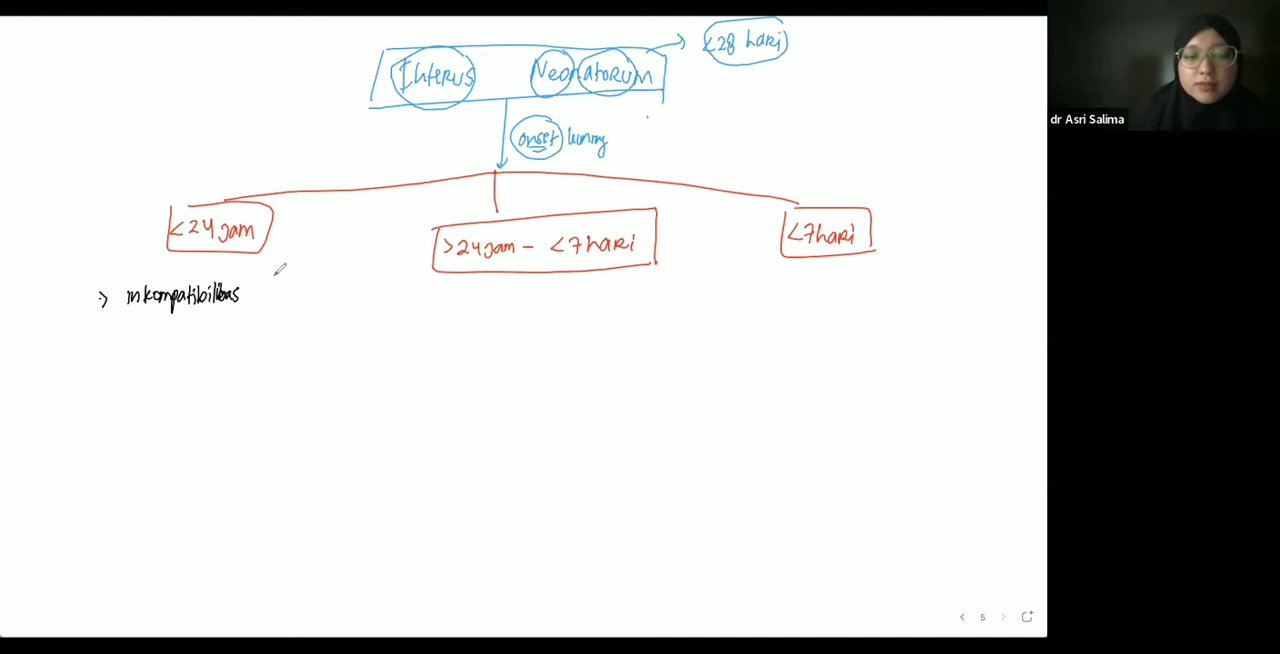 <28 hari
Ikterus Neonatorum
dr Asri Salima
onset kuning
<24 jam
>24 jam - <7 hari
<7 hari
-> inkompatibilitas
< 5 >